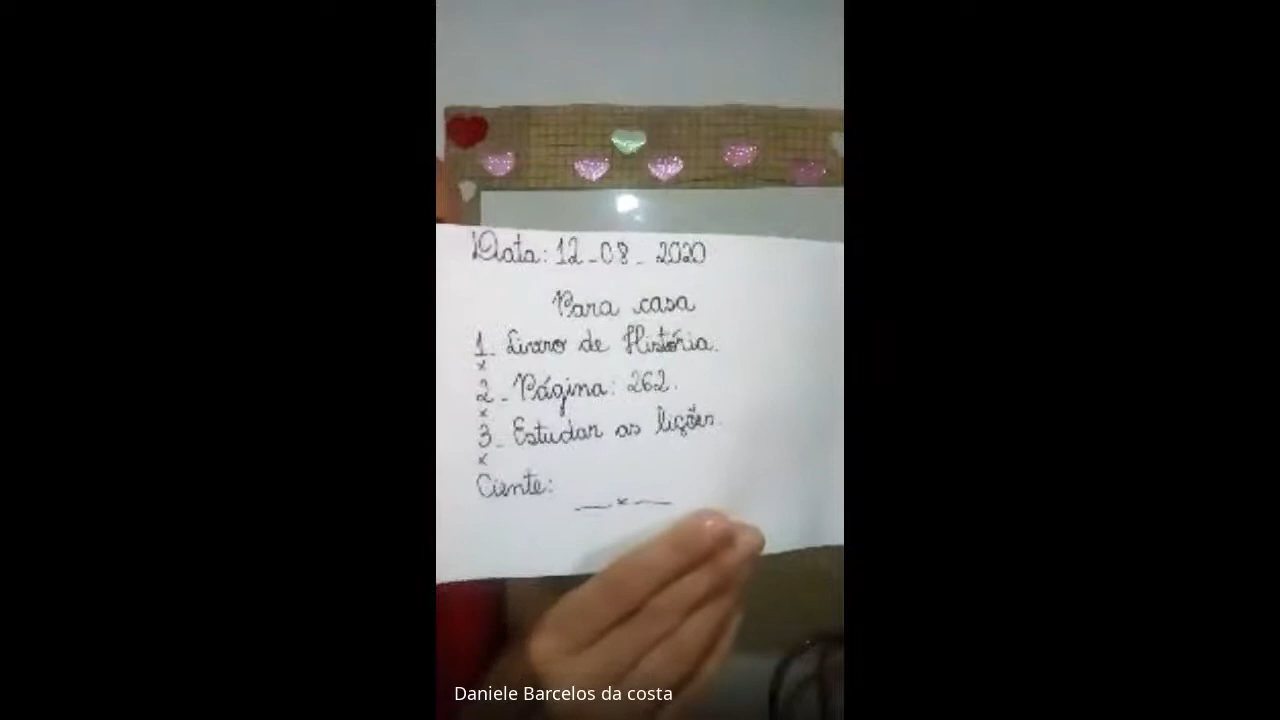 Data: 12-08-2020
Para casa
1- Livro de História.
x
2- Página: 262.
x
3- Estudar as lições.
x
Ciente:
—x—
Daniele Barcelos da costa